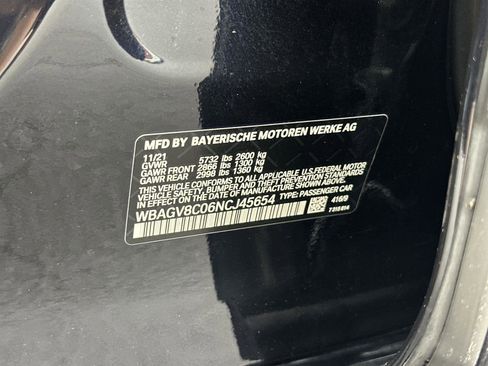 MFD BY BAYERISCHE MOTOREN WERKE AG
11/21 5732 lbs 2600 kg
GVWR
GAWR FRONT 2866 lbs 1300 kg
GAWR REAR 2998 lbs 1360 kg
THIS VEHICLE CONFORMS TO ALL APPLICABLE U.S. FEDERAL MOTOR
VEHICLE SAFETY, BUMPER AND THEFT PREVENTION STANDARDS
IN EFFECT ON THE DATE OF MANUFACTURE SHOWN ABOVE.
WBAGV8C06NCJ45654 TYPE: PASSENGER CAR
416/9